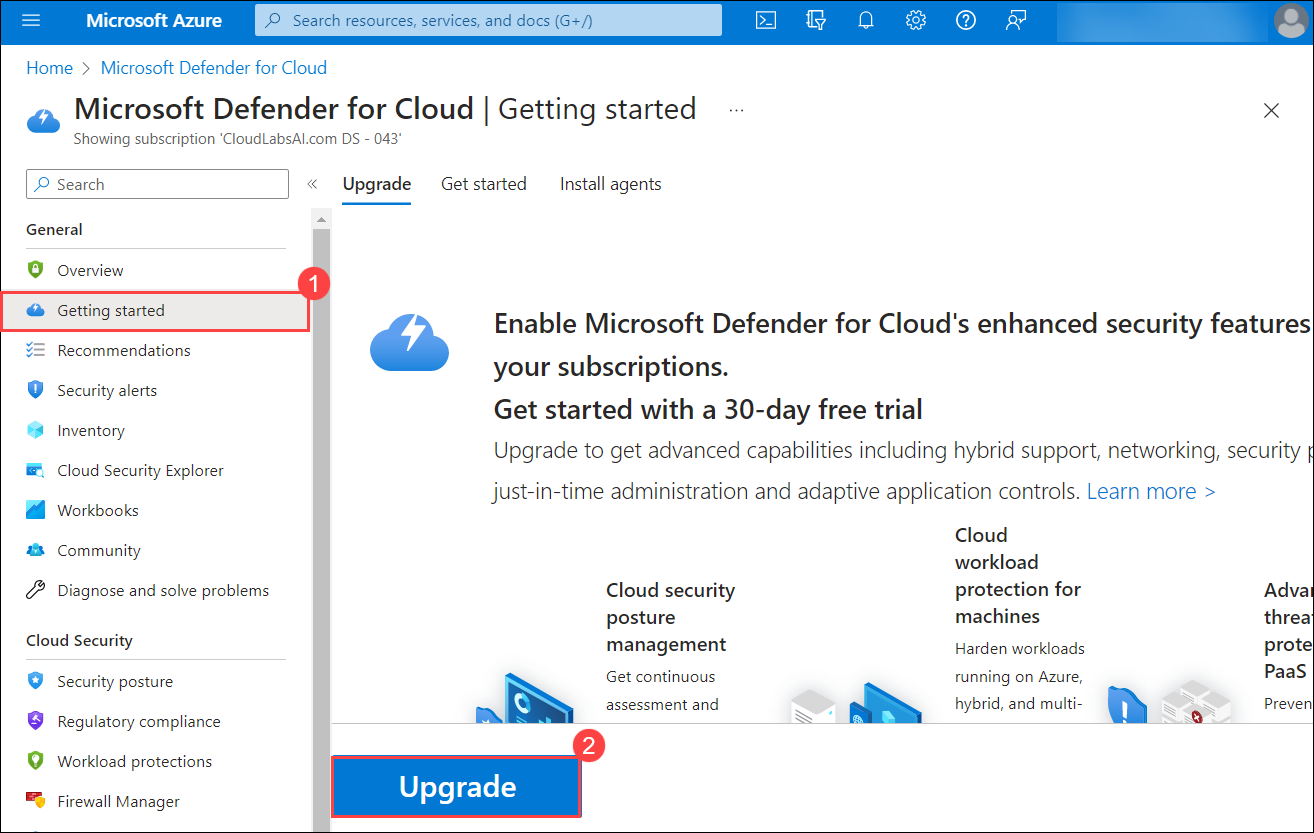 Microsoft Azure
Search resources, services, and docs (G+/)
Home > Microsoft Defender for Cloud
Microsoft Defender for Cloud | Getting started
...
Showing subscription 'CloudLabsAI.com DS - 043'
Search
«
Upgrade
Get started
Install agents
General
Overview
1
Getting started
Recommendations
Security alerts
Inventory
Cloud Security Explorer
Workbooks
Community
Diagnose and solve problems
Cloud Security
Security posture
Regulatory compliance
Workload protections
Firewall Manager
Enable Microsoft Defender for Cloud's enhanced security features
your subscriptions.
Get started with a 30-day free trial
Upgrade to get advanced capabilities including hybrid support, networking, security
just-in-time administration and adaptive application controls. Learn more >
Cloud security
posture
management
Get continuous
assessment and
Cloud
workload
protection for
machines
Harden workloads
running on Azure,
hybrid, and multi-
Advan
threa
prote
PaaS
Preven
2
Upgrade